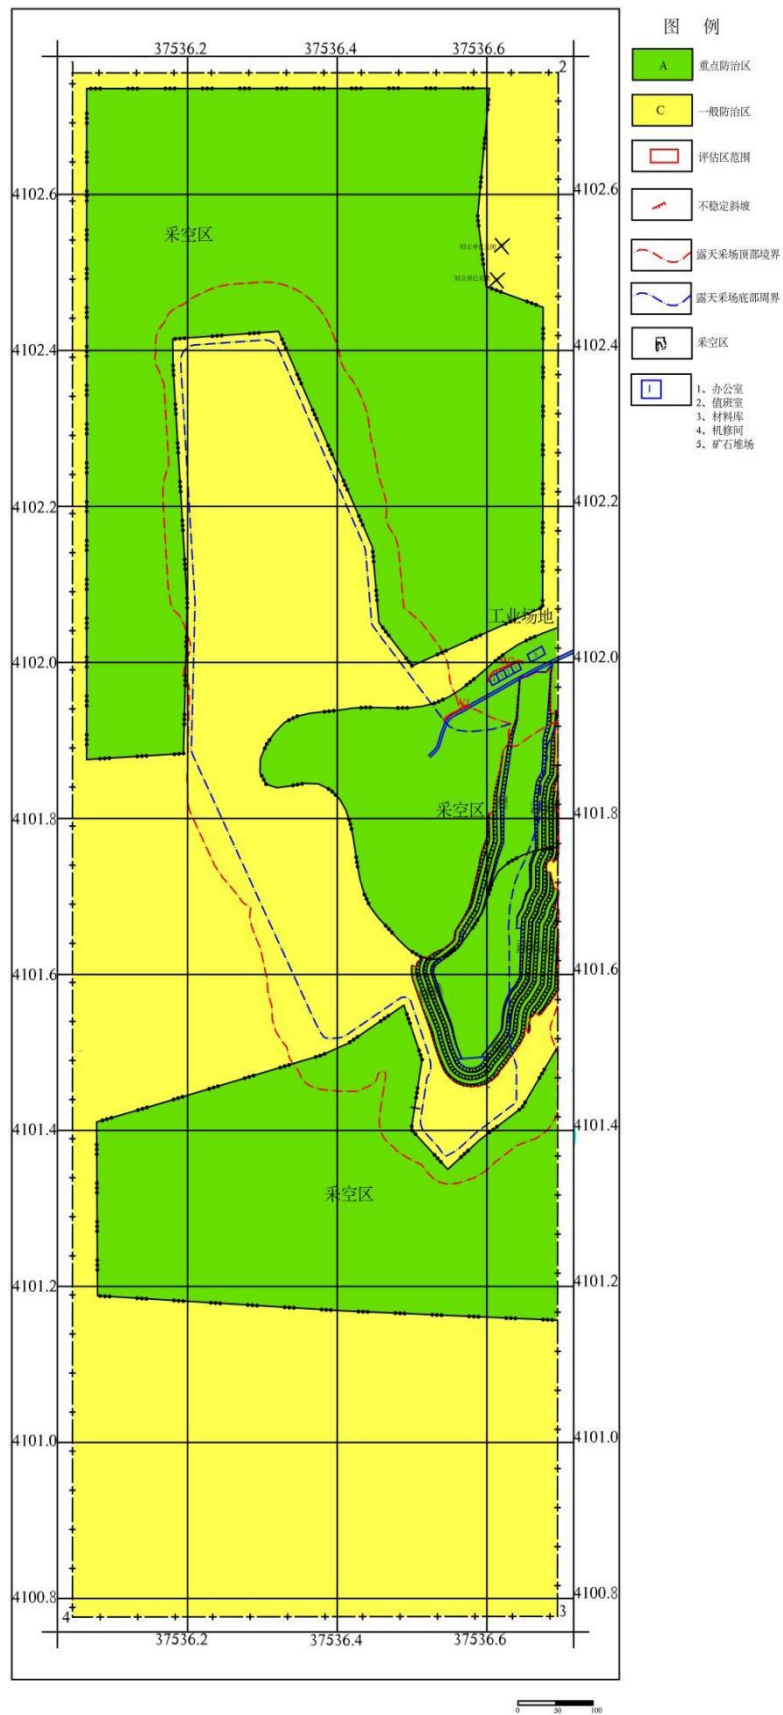 图 例
A 重点防治区
C 一般防治区
评估区范围
不稳定斜坡
露天采场顶部境界
露天采场底部周界
采空区
1 1、办公室
2、值班室
3、材料库
4、机修间
5、矿石堆场
37536.2 37536.4 37536.6
2
4102.6 4102.6
采空区
4102.4 4102.4
4102.2 4102.2
工业场地
4102.0 4102.0
4101.8 采空区 4101.8
4101.6 4101.6
4101.4 4101.4
采空区
4101.2 4101.2
4101.0 4101.0
4100.8 4100.8
4 3
37536.2 37536.4 37536.6
0 50 100